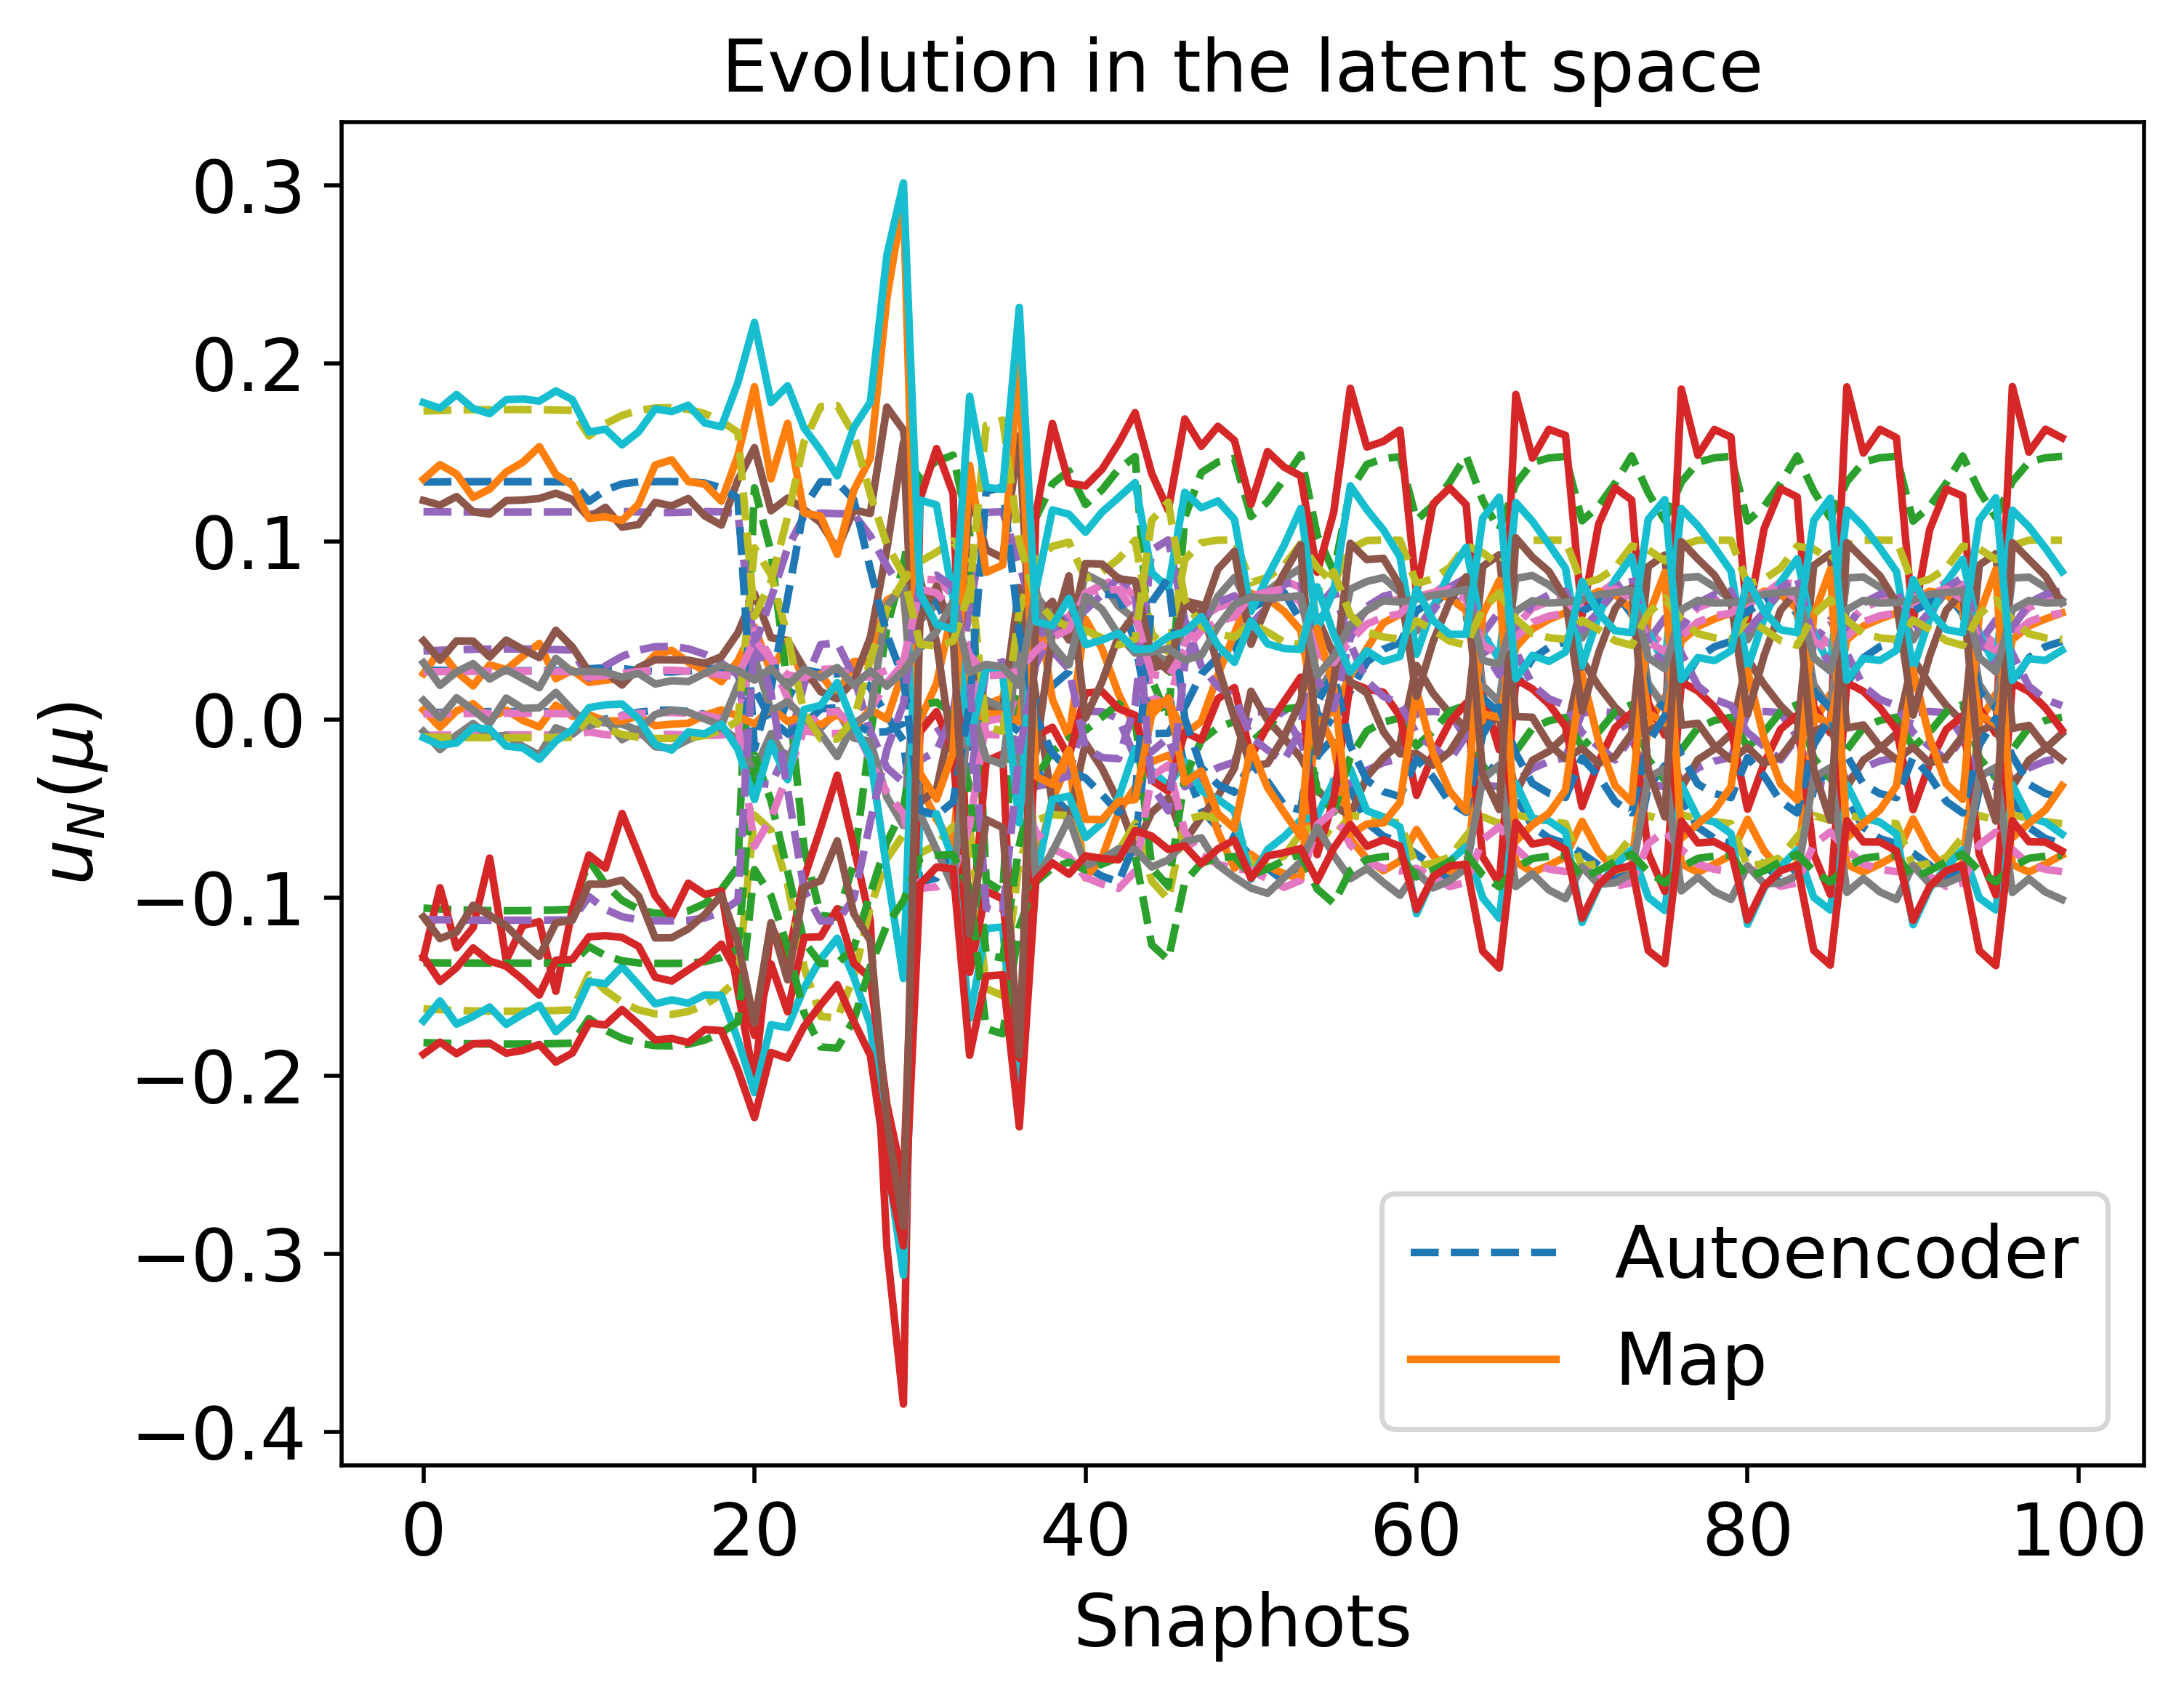 Evolution in the latent space
0.3
0.2
0.1
0.0
−0.1
−0.2
−0.3
−0.4
u_N(μ)
Autoencoder
Map
0 20 40 60 80 100
Snaphots